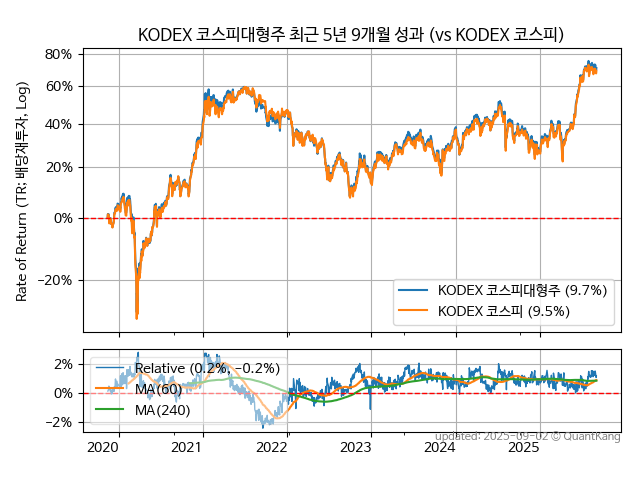 KODEX 코스피대형주 최근 5년 9개월 성과 (vs KODEX 코스피)
Rate of Return (TR: 배당재투자, Log)
80%
60%
40%
20%
0%
−20%
KODEX 코스피대형주 (9.7%)
KODEX 코스피 (9.5%)
2%
0%
−2%
Relative (0.2%, −0.2%)
MA(60)
MA(240)
2020 2021 2022 2023 2024 2025
updated: 2025-09-02 © QuantKang